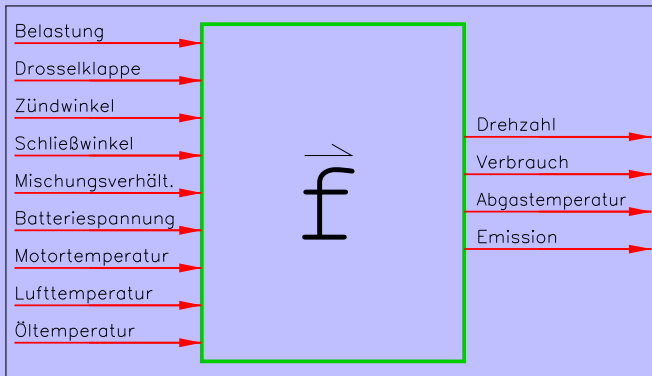 Belastung
Drosselklappe
Zündwinkel
Schließwinkel
Mischungsverhält.
Batteriespannung
Motortemperatur
Lufttemperatur
Öltemperatur
f
Drehzahl
Verbrauch
Abgastemperatur
Emission